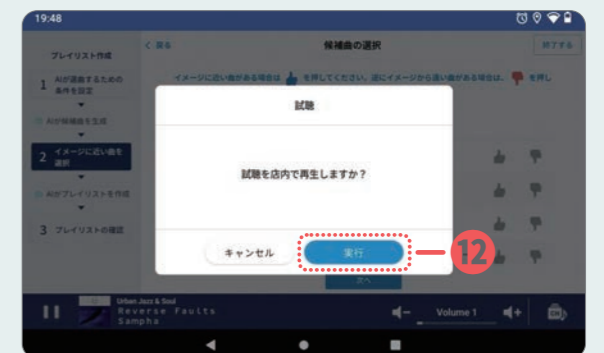 19:48
プレイリスト作成
1 AIが選曲するための
条件を設定
AIが候補曲を生成
2 イメージに近い曲を
選択
AIがプレイリストを作成
3 プレイリストの確認
戻る
候補曲の選択
終了する
イメージに近い曲がある場合は を押してください。逆にイメージから遠い曲がある場合は、 を押し
試聴
試聴を店内で再生しますか？
キャンセル
実行
12
次へ
Urban Jazz & Soul
Reverse Faults
Sampha
Volume 1
CH